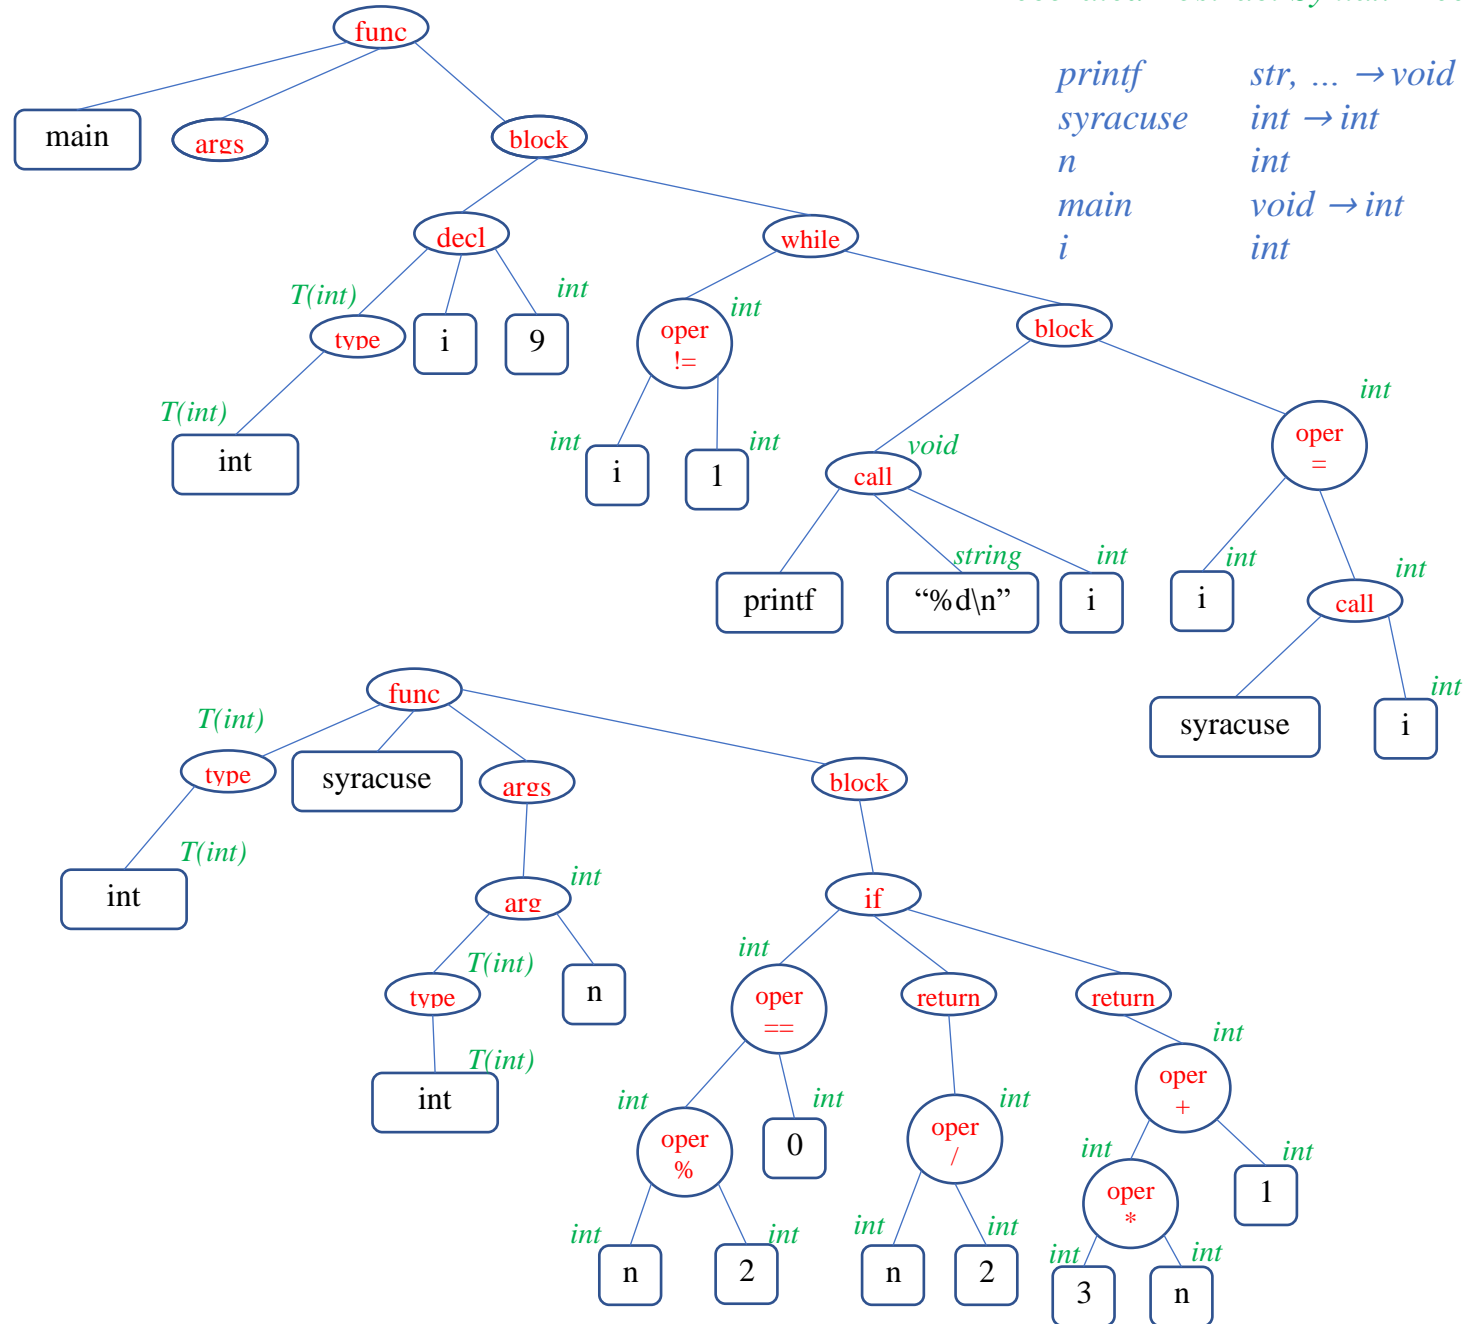 func
printf str, ... → void
syracuse int → int
n int
main void → int
i int
main
args
block
decl
while
T(int)
int
type
i
9
oper
!=
int
block
T(int)
int
int
i
1
int
void
call
int
oper
=
printf
string
“%d\n”
int
i
int
i
int
call
syracuse
int
i
func
T(int)
type
syracuse
args
block
T(int)
int
arg
int
if
T(int)
type
n
T(int)
int
int
oper
==
return
return
int
oper
%
int
0
int
oper
/
int
oper
+
int
oper
*
int
1
int
n
int
2
int
n
int
2
int
3
int
n